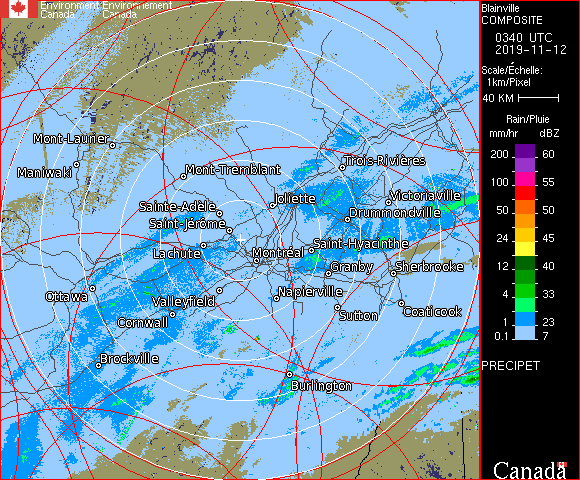 Environment Environnement
Canada Canada
Blainville
COMPOSITE
0340 UTC
2019-11-12
Scale/Échelle:
1km/Pixel
40 KM
Rain/Pluie
mm/hr dBZ
200 60
100 55
50 50
24 45
12 40
4 33
1 23
0.1 7
PRECIPET
Canada
Mont-Laurier
Maniwaki
Mont-Tremblant
Trois-Rivières
Joliette
Victoriaville
Sainte-Adèle
Drummondville
Saint-Jérôme
Lachute
Montréal
Saint-Hyacinthe
Granby
Sherbrooke
Ottawa
Valleyfield
Napierville
Cornwall
Sutton
Coaticook
Brockville
Burlington